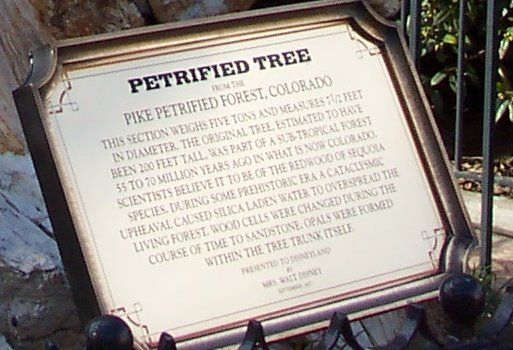 PETRIFIED TREE
FROM THE
PIKE PETRIFIED FOREST, COLORADO
THIS SECTION WEIGHS FIVE TONS AND MEASURES 7 1/2 FEET
IN DIAMETER. THE ORIGINAL TREE, ESTIMATED TO HAVE
BEEN 200 FEET TALL, WAS PART OF A SUB-TROPICAL FOREST
55 TO 70 MILLION YEARS AGO IN WHAT IS NOW COLORADO.
SCIENTISTS BELIEVE IT TO BE OF THE REDWOOD OF SEQUOIA
SPECIES. DURING SOME PREHISTORIC ERA A CATACLYSMIC
UPHEAVAL CAUSED SILICA LADEN WATER TO OVERSPREAD THE
LIVING FOREST. WOOD CELLS WERE CHANGED DURING THE
COURSE OF TIME TO SANDSTONE. OPALS WERE FORMED
WITHIN THE TREE TRUNK ITSELF.
PRESENTED TO DISNEYLAND
BY
MRS. WALT DISNEY
SEPTEMBER, 1957